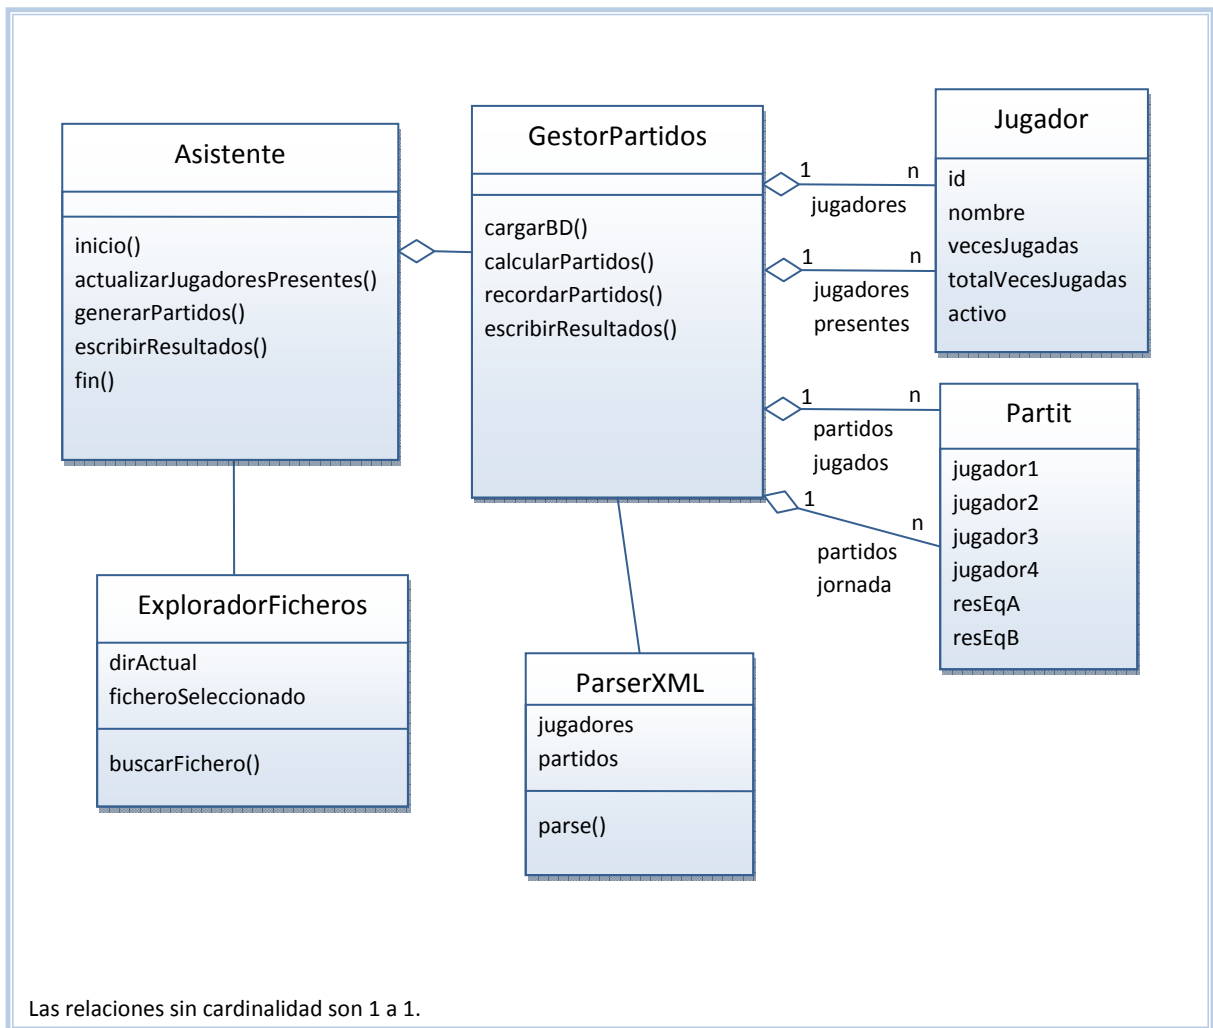 Asistente
inicio()
actualizarJugadoresPresentes()
generarPartidos()
escribirResultados()
fin()
GestorPartidos
cargarBD()
calcularPartidos()
recordarPartidos()
escribirResultados()
1
n
jugadores
1
n
jugadores
presentes
1
n
partidos
jugados
1
n
partidos
jornada
Jugador
id
nombre
vecesJugadas
totalVecesJugadas
activo
Partit
jugador1
jugador2
jugador3
jugador4
resEqA
resEqB
ExploradorFicheros
dirActual
ficheroSeleccionado
buscarFichero()
ParserXML
jugadores
partidos
parse()
Las relaciones sin cardinalidad son 1 a 1.